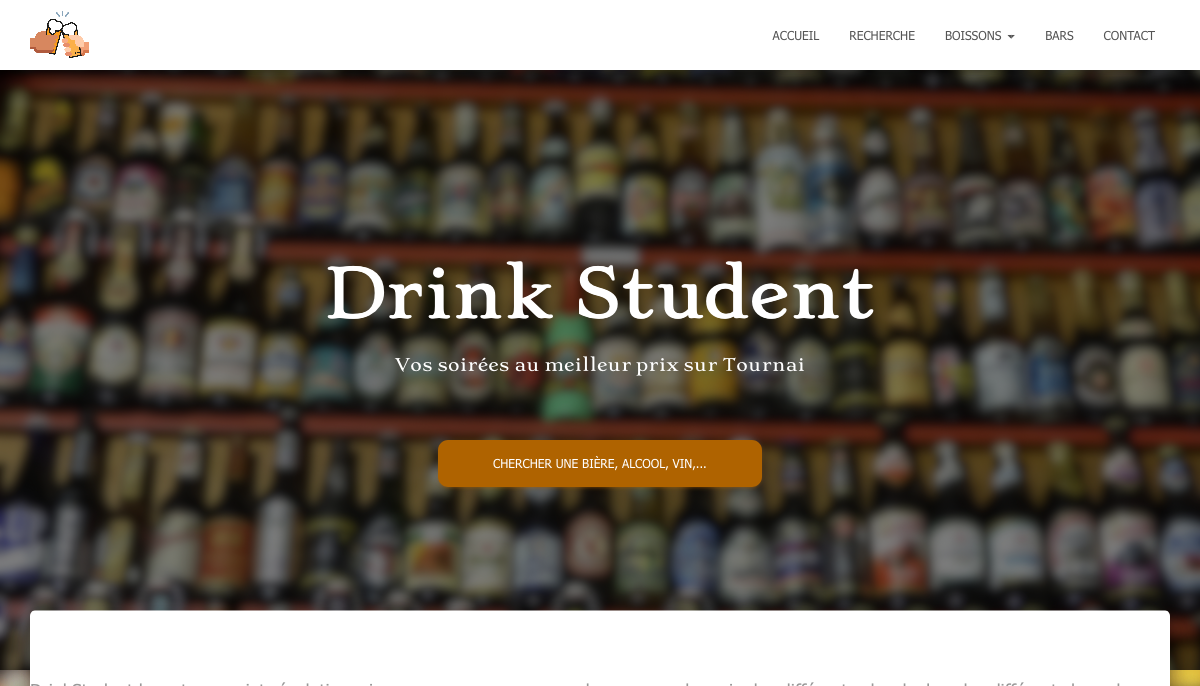 ACCUEIL RECHERCHE BOISSONS BARS CONTACT
Drink Student
Vos soirées au meilleur prix sur Tournai
CHERCHER UNE BIÈRE, ALCOOL, VIN,...